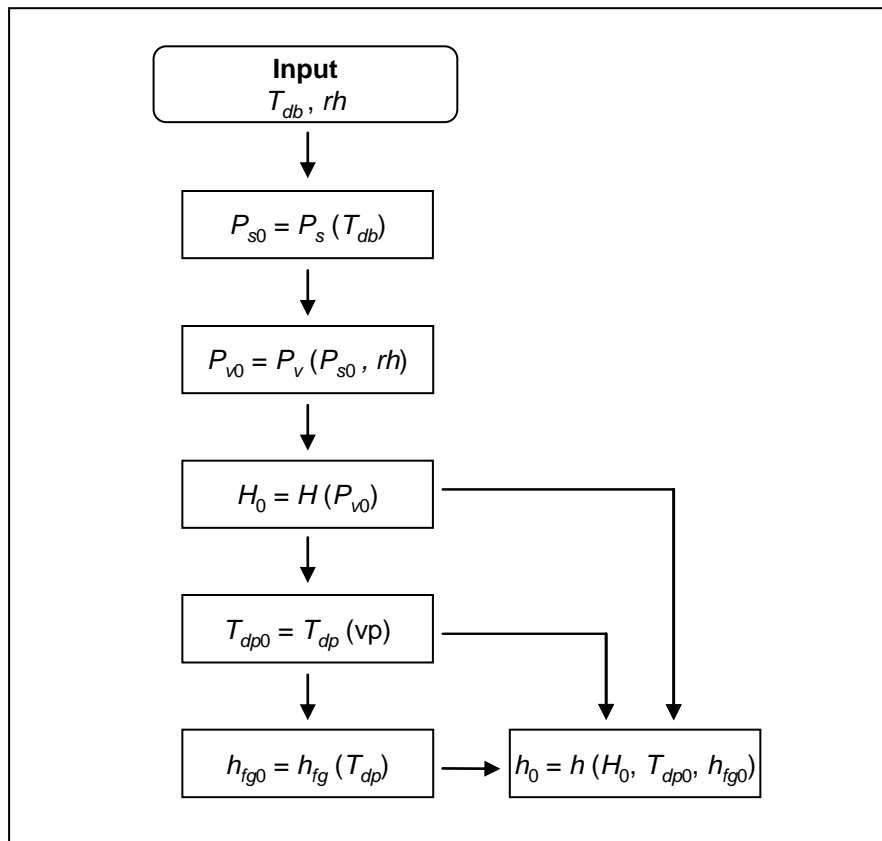 Input
T_db , rh
P_s0 = P_s (T_db)
P_v0 = P_v (P_s0 , rh)
H_0 = H (P_v0)
T_dp0 = T_dp (vp)
h_fg0 = h_fg (T_dp)
h_0 = h (H_0, T_dp0, h_fg0)